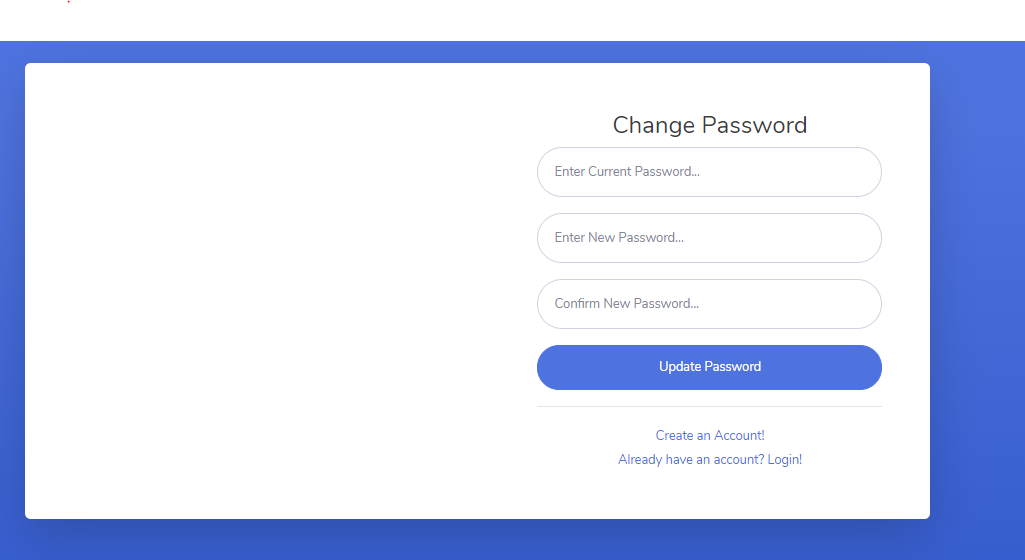 Change Password
Enter Current Password...
Enter New Password...
Confirm New Password...
Update Password
Create an Account!
Already have an account? Login!